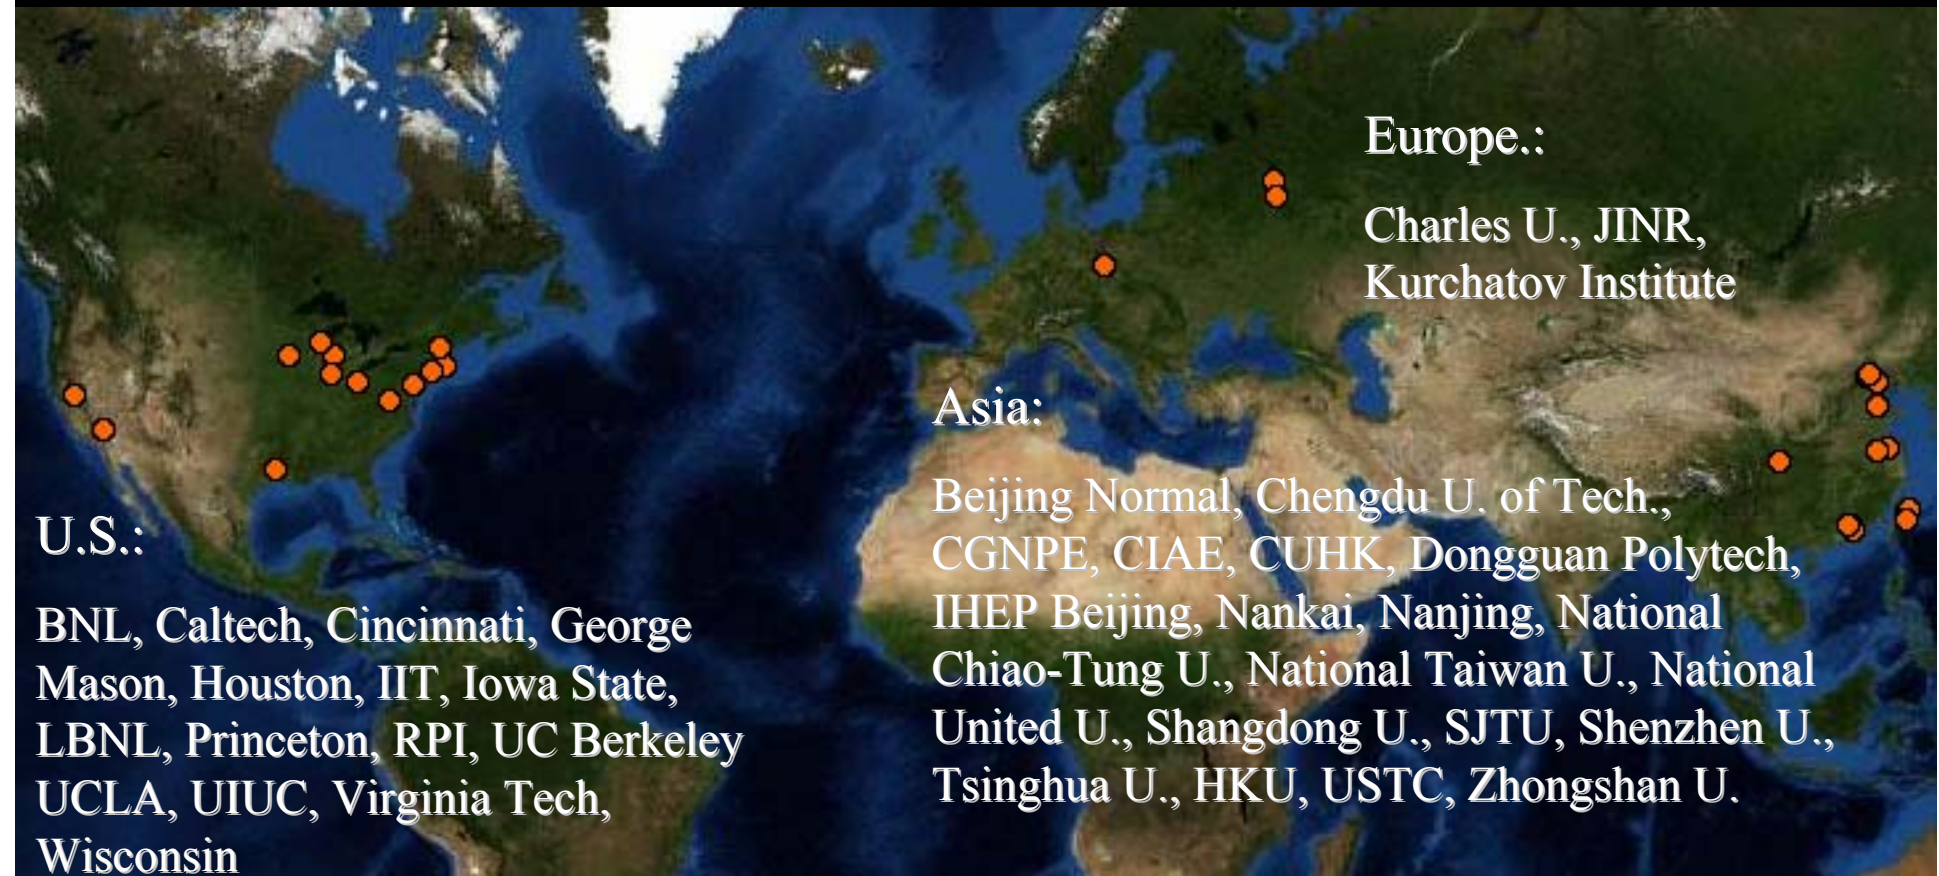 Europe.:
Charles U., JINR,
Kurchatov Institute
Asia:
Beijing Normal, Chengdu U. of Tech.,
CGNPE, CIAE, CUHK, Dongguan Polytech,
IHEP Beijing, Nankai, Nanjing, National
Chiao-Tung U., National Taiwan U., National
United U., Shangdong U., SJTU, Shenzhen U.,
Tsinghua U., HKU, USTC, Zhongshan U.
U.S.:
BNL, Caltech, Cincinnati, George
Mason, Houston, IIT, Iowa State,
LBNL, Princeton, RPI, UC Berkeley
UCLA, UIUC, Virginia Tech,
Wisconsin